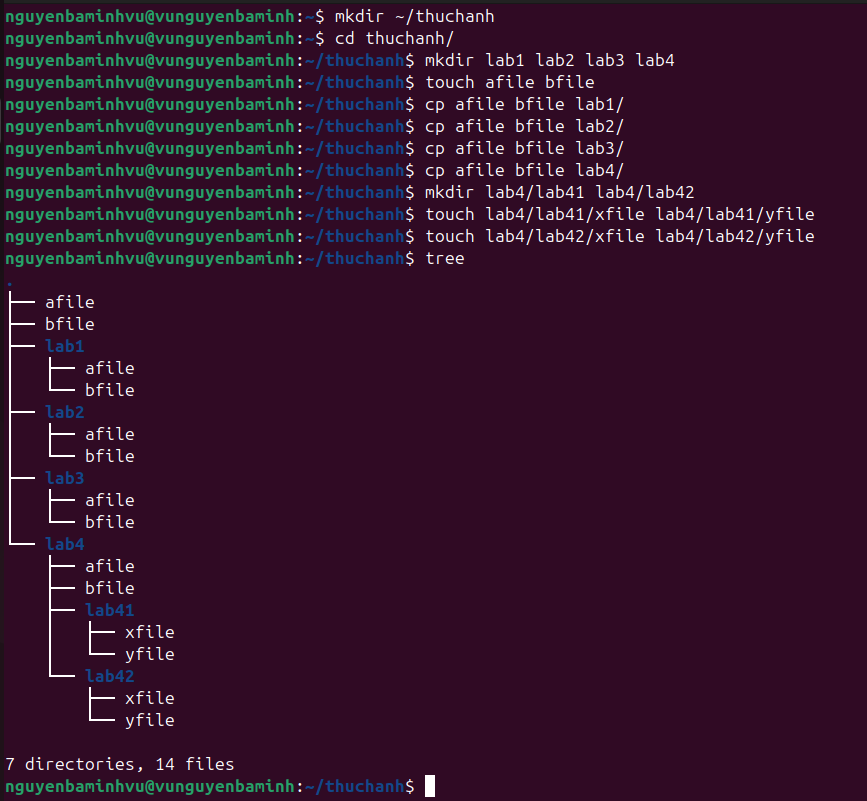 nguyenbaminhvu@vunguyenbaminh:~$ mkdir ~/thuchanh
nguyenbaminhvu@vunguyenbaminh:~$ cd thuchanh/
nguyenbaminhvu@vunguyenbaminh:~/thuchanh$ mkdir lab1 lab2 lab3 lab4
nguyenbaminhvu@vunguyenbaminh:~/thuchanh$ touch afile bfile
nguyenbaminhvu@vunguyenbaminh:~/thuchanh$ cp afile bfile lab1/
nguyenbaminhvu@vunguyenbaminh:~/thuchanh$ cp afile bfile lab2/
nguyenbaminhvu@vunguyenbaminh:~/thuchanh$ cp afile bfile lab3/
nguyenbaminhvu@vunguyenbaminh:~/thuchanh$ cp afile bfile lab4/
nguyenbaminhvu@vunguyenbaminh:~/thuchanh$ mkdir lab4/lab41 lab4/lab42
nguyenbaminhvu@vunguyenbaminh:~/thuchanh$ touch lab4/lab41/xfile lab4/lab41/yfile
nguyenbaminhvu@vunguyenbaminh:~/thuchanh$ touch lab4/lab42/xfile lab4/lab42/yfile
nguyenbaminhvu@vunguyenbaminh:~/thuchanh$ tree
.
├── afile
├── bfile
├── lab1
│   ├── afile
│   └── bfile
├── lab2
│   ├── afile
│   └── bfile
├── lab3
│   ├── afile
│   └── bfile
└── lab4
    ├── afile
    ├── bfile
    ├── lab41
    │   ├── xfile
    │   └── yfile
    └── lab42
        ├── xfile
        └── yfile

7 directories, 14 files
nguyenbaminhvu@vunguyenbaminh:~/thuchanh$